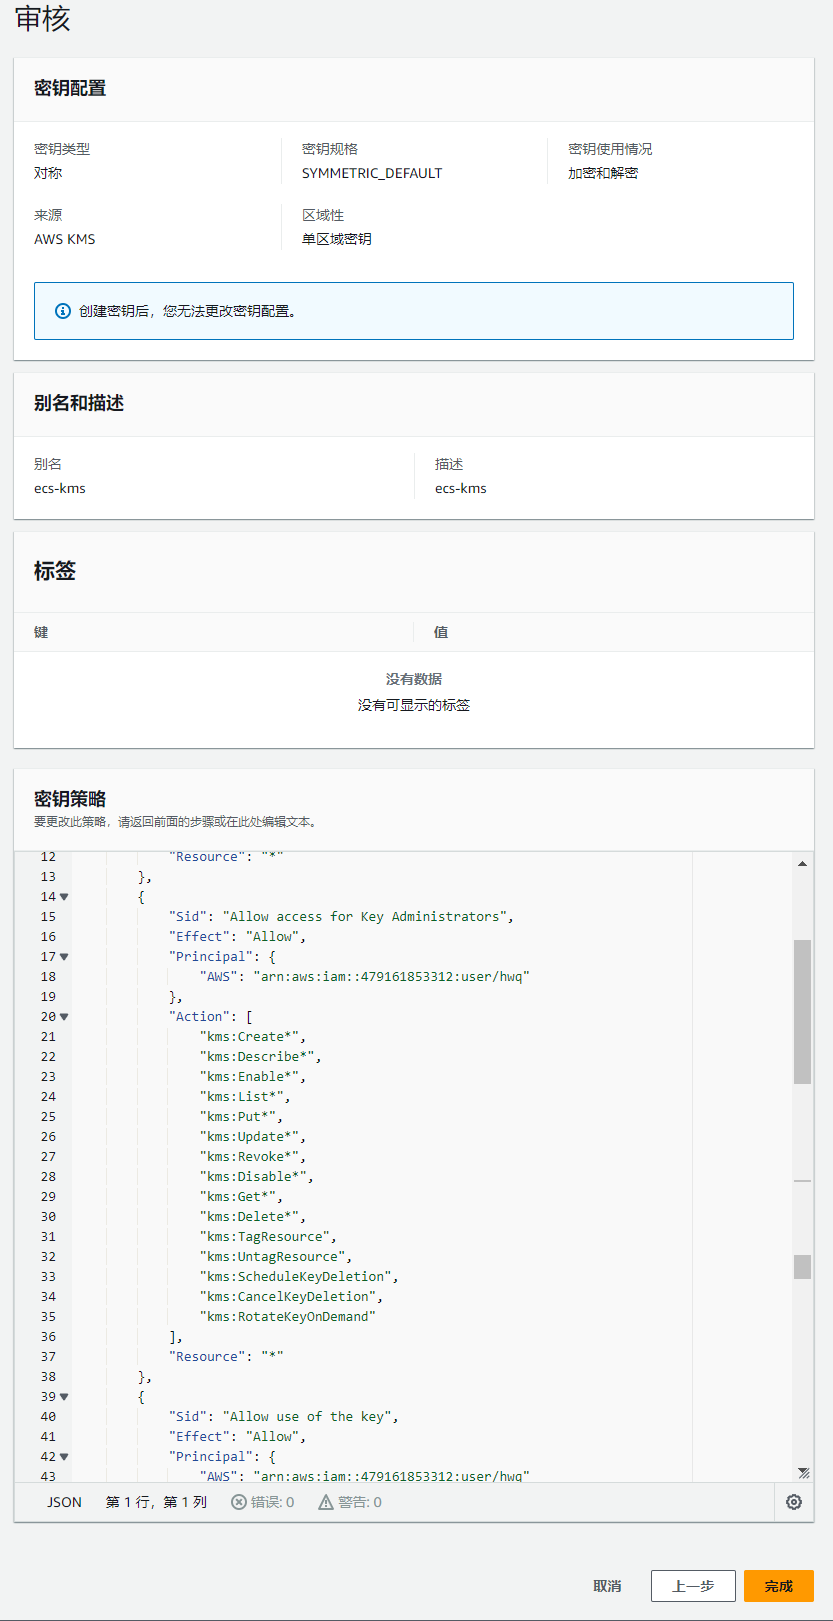 审核
密钥配置
密钥类型 密钥规格 密钥使用情况
对称 SYMMETRIC_DEFAULT 加密和解密
来源 区域性
AWS KMS 单区域密钥
创建密钥后，您无法更改密钥配置。
别名和描述
别名 描述
ecs-kms ecs-kms
标签
键 值
没有数据
没有可显示的标签
密钥策略
要更改此策略，请返回前面的步骤或在此处编辑文本。
12 "Resource": "*"
13 },
14 {
15 "Sid": "Allow access for Key Administrators",
16 "Effect": "Allow",
17 "Principal": {
18 "AWS": "arn:aws:iam::479161853312:user/hwq"
19 },
20 "Action": [
21 "kms:Create*",
22 "kms:Describe*",
23 "kms:Enable*",
24 "kms:List*",
25 "kms:Put*",
26 "kms:Update*",
27 "kms:Revoke*",
28 "kms:Disable*",
29 "kms:Get*",
30 "kms:Delete*",
31 "kms:TagResource",
32 "kms:UntagResource",
33 "kms:ScheduleKeyDeletion",
34 "kms:CancelKeyDeletion",
35 "kms:RotateKeyOnDemand"
36 ],
37 "Resource": "*"
38 },
39 {
40 "Sid": "Allow use of the key",
41 "Effect": "Allow",
42 "Principal": {
43 "AWS": "arn:aws:iam::479161853312:user/hwq"
JSON 第 1 行，第 1 列 错误: 0 警告: 0
取消 上一步 完成